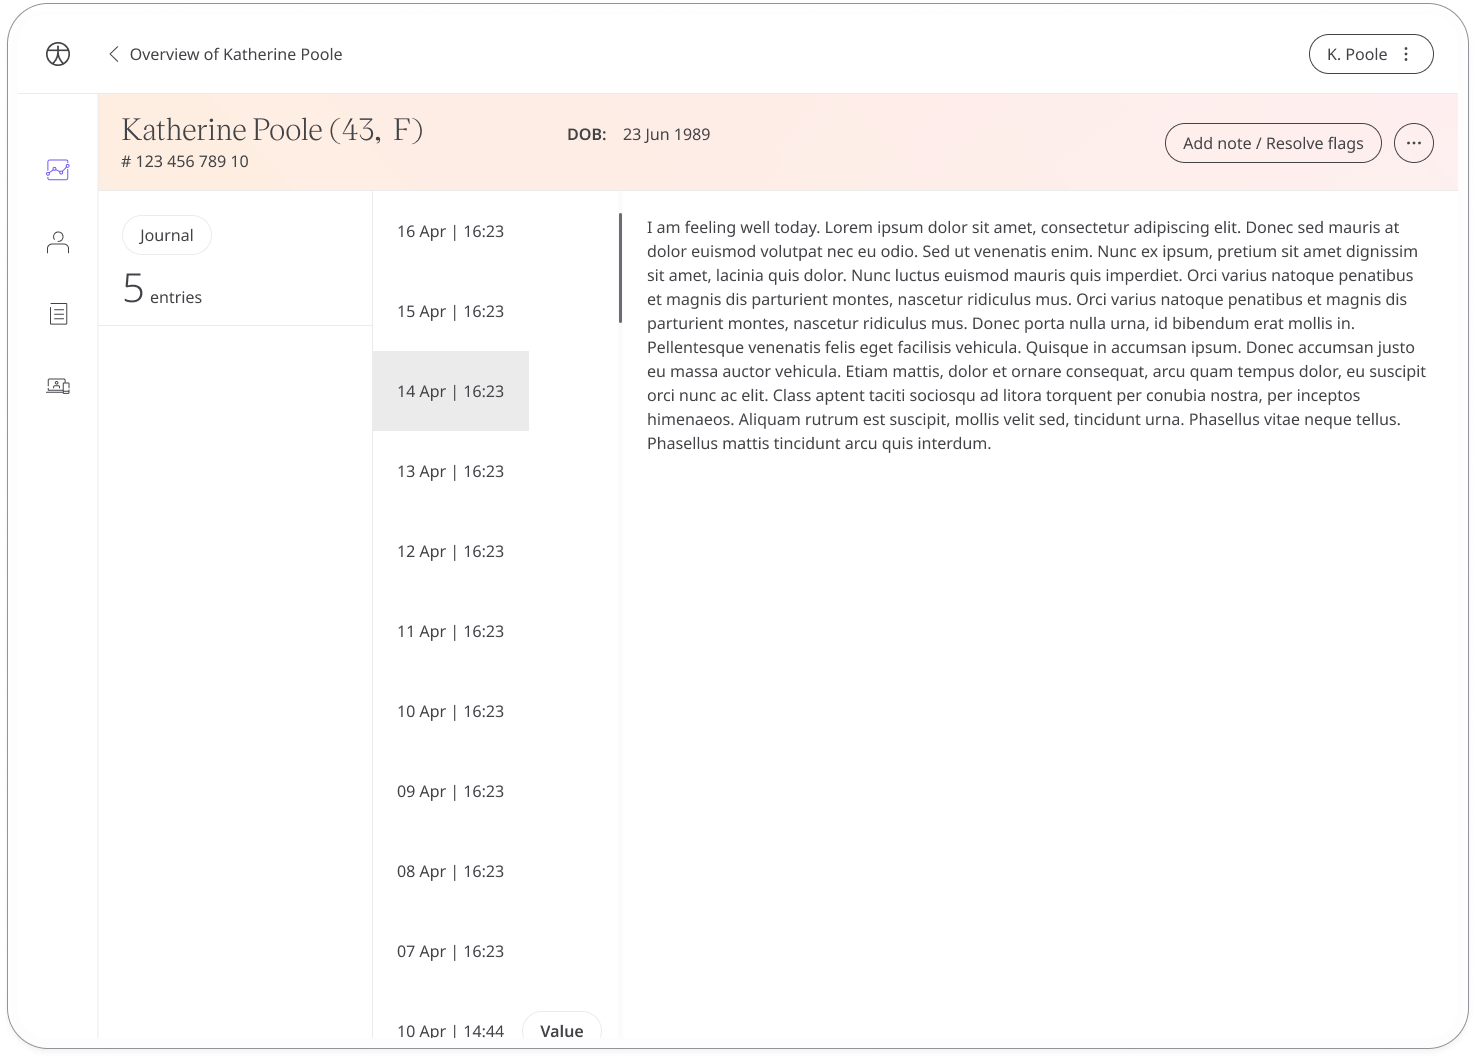 Overview of Katherine Poole
K. Poole
Katherine Poole (43, F)
# 123 456 789 10
DOB: 23 Jun 1989
Add note / Resolve flags
Journal
5 entries
16 Apr | 16:23
15 Apr | 16:23
14 Apr | 16:23
13 Apr | 16:23
12 Apr | 16:23
11 Apr | 16:23
10 Apr | 16:23
09 Apr | 16:23
08 Apr | 16:23
07 Apr | 16:23
10 Apr | 14:44 Value
I am feeling well today. Lorem ipsum dolor sit amet, consectetur adipiscing elit. Donec sed mauris at
dolor euismod volutpat nec eu odio. Sed ut venenatis enim. Nunc ex ipsum, pretium sit amet dignissim
sit amet, lacinia quis dolor. Nunc luctus euismod mauris quis imperdiet. Orci varius natoque penatibus
et magnis dis parturient montes, nascetur ridiculus mus. Orci varius natoque penatibus et magnis dis
parturient montes, nascetur ridiculus mus. Donec porta nulla urna, id bibendum erat mollis in.
Pellentesque venenatis felis eget facilisis vehicula. Quisque in accumsan ipsum. Donec accumsan justo
eu massa auctor vehicula. Etiam mattis, dolor et ornare consequat, arcu quam tempus dolor, eu suscipit
orci nunc ac elit. Class aptent taciti sociosqu ad litora torquent per conubia nostra, per inceptos
himenaeos. Aliquam rutrum est suscipit, mollis velit sed, tincidunt urna. Phasellus vitae neque tellus.
Phasellus mattis tincidunt arcu quis interdum.